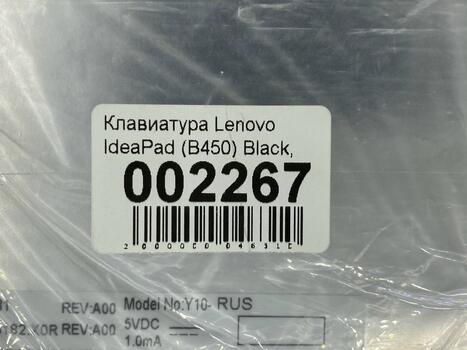 Клавиатура Lenovo
IdeaPad (B450) Black,
002267
REV:A00 Model No:Y10- RUS
REV:A00 5VDC
1.0mA